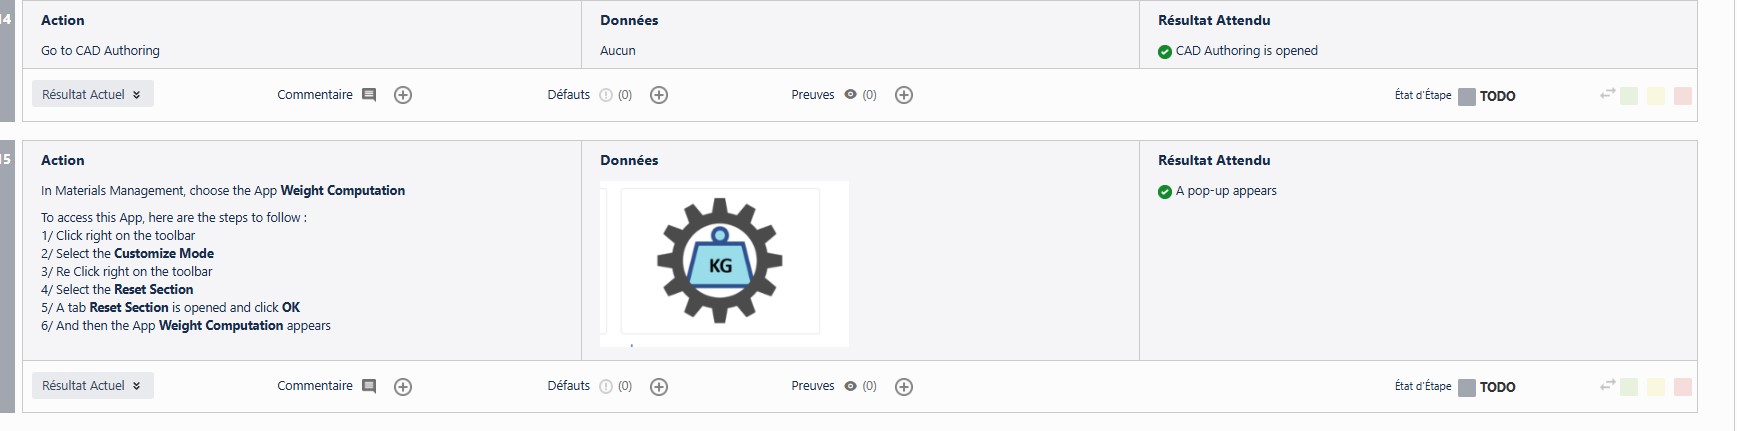 14
Action
Données
Résultat Attendu
Go to CAD Authoring
Aucun
CAD Authoring is opened
Résultat Actuel
Commentaire
Défauts (0)
Preuves (0)
État d'Étape TODO
15
Action
Données
Résultat Attendu
In Materials Management, choose the App Weight Computation
A pop-up appears
To access this App, here are the steps to follow :
1/ Click right on the toolbar
2/ Select the Customize Mode
3/ Re Click right on the toolbar
4/ Select the Reset Section
5/ A tab Reset Section is opened and click OK
6/ And then the App Weight Computation appears
KG
Résultat Actuel
Commentaire
Défauts (0)
Preuves (0)
État d'Étape TODO